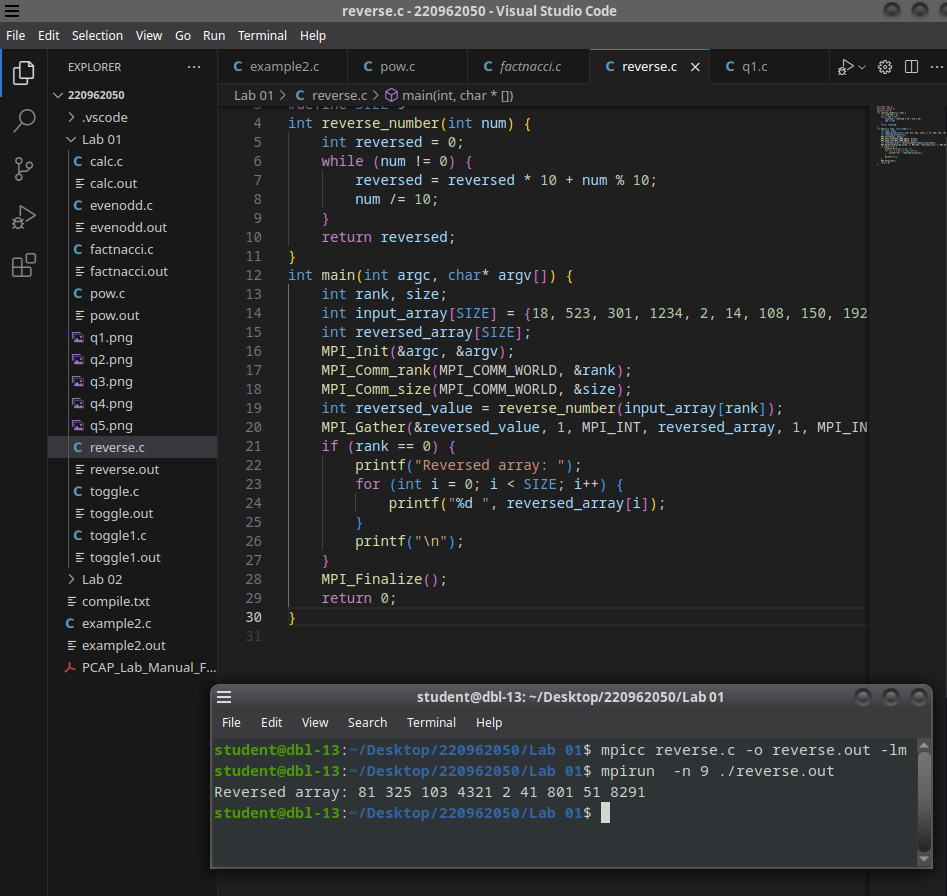 reverse.c - 220962050 - Visual Studio Code
File Edit Selection View Go Run Terminal Help
EXPLORER
220962050
.vscode
Lab 01
C calc.c
calc.out
C evenodd.c
evenodd.out
C factnacci.c
factnacci.out
C pow.c
pow.out
q1.png
q2.png
q3.png
q4.png
q5.png
C reverse.c
reverse.out
C toggle.c
toggle.out
C toggle1.c
toggle1.out
Lab 02
compile.txt
C example2.c
example2.out
PCAP_Lab_Manual_F...
C example2.c C pow.c C factnacci.c C reverse.c C q1.c
Lab 01 > C reverse.c > main(int, char * [])
3 #define SIZE 9
4 int reverse_number(int num) {
5 int reversed = 0;
6 while (num != 0) {
7 reversed = reversed * 10 + num % 10;
8 num /= 10;
9 }
10 return reversed;
11 }
12 int main(int argc, char* argv[]) {
13 int rank, size;
14 int input_array[SIZE] = {18, 523, 301, 1234, 2, 14, 108, 150, 192
15 int reversed_array[SIZE];
16 MPI_Init(&argc, &argv);
17 MPI_Comm_rank(MPI_COMM_WORLD, &rank);
18 MPI_Comm_size(MPI_COMM_WORLD, &size);
19 int reversed_value = reverse_number(input_array[rank]);
20 MPI_Gather(&reversed_value, 1, MPI_INT, reversed_array, 1, MPI_IN
21 if (rank == 0) {
22 printf("Reversed array: ");
23 for (int i = 0; i < SIZE; i++) {
24 printf("%d ", reversed_array[i]);
25 }
26 printf("\n");
27 }
28 MPI_Finalize();
29 return 0;
30 }
31
student@dbl-13: ~/Desktop/220962050/Lab 01
File Edit View Search Terminal Help
student@dbl-13:~/Desktop/220962050/Lab 01$ mpicc reverse.c -o reverse.out -lm
student@dbl-13:~/Desktop/220962050/Lab 01$ mpirun  -n 9 ./reverse.out
Reversed array: 81 325 103 4321 2 41 801 51 8291
student@dbl-13:~/Desktop/220962050/Lab 01$